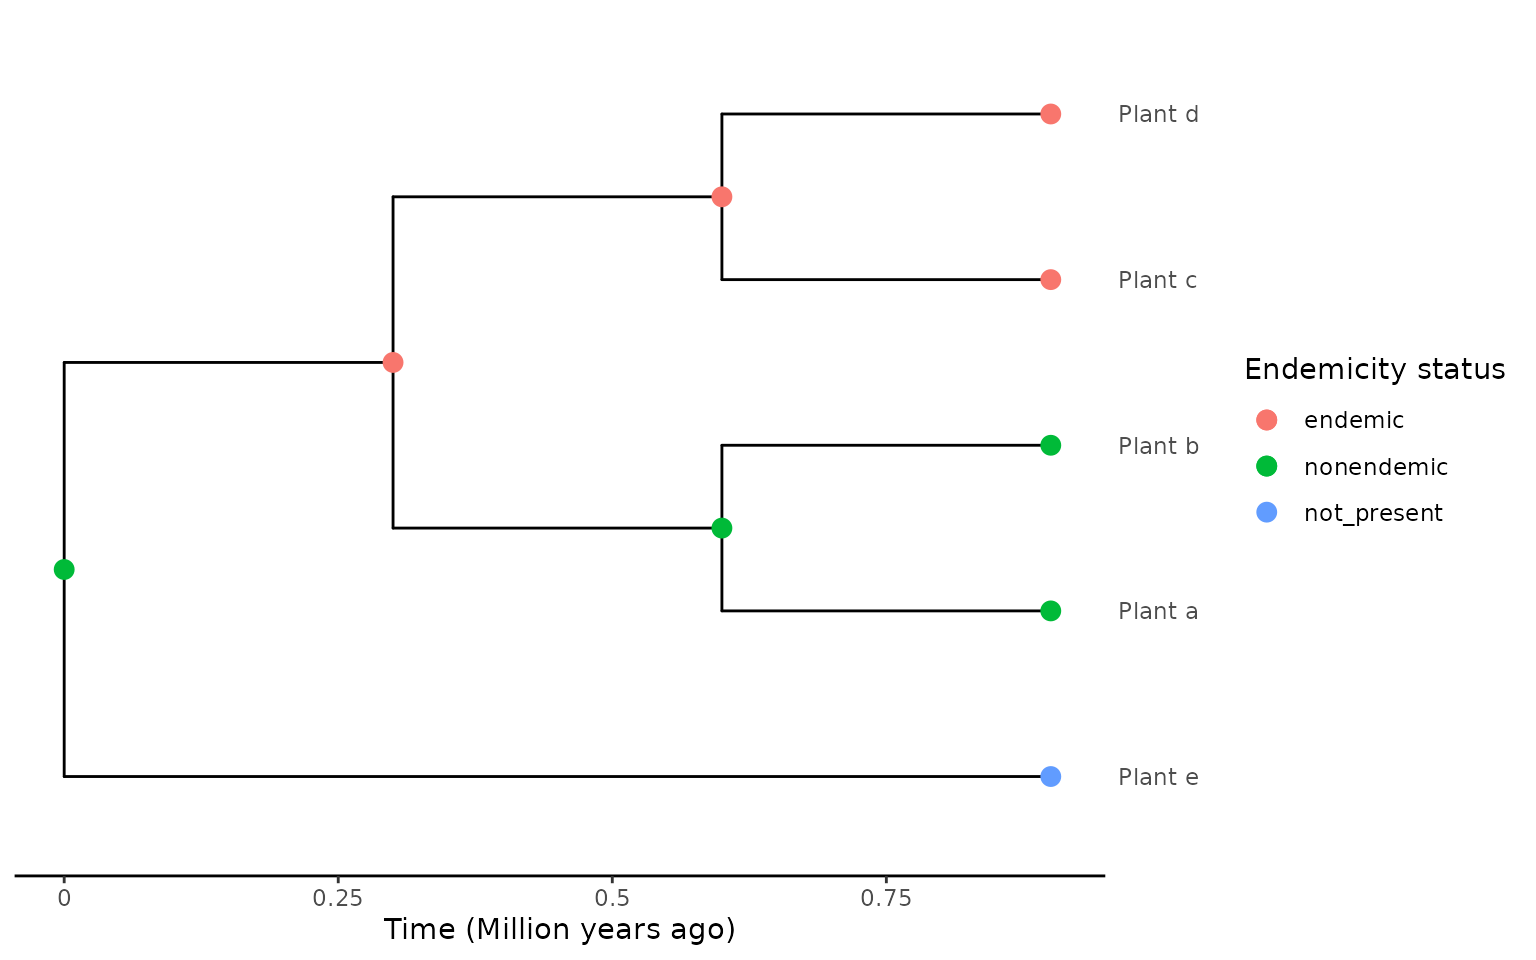 Plant d
Plant c
Plant b
Plant a
Plant e
Endemicity status
endemic
nonendemic
not_present
0 0.25 0.5 0.75
Time (Million years ago)